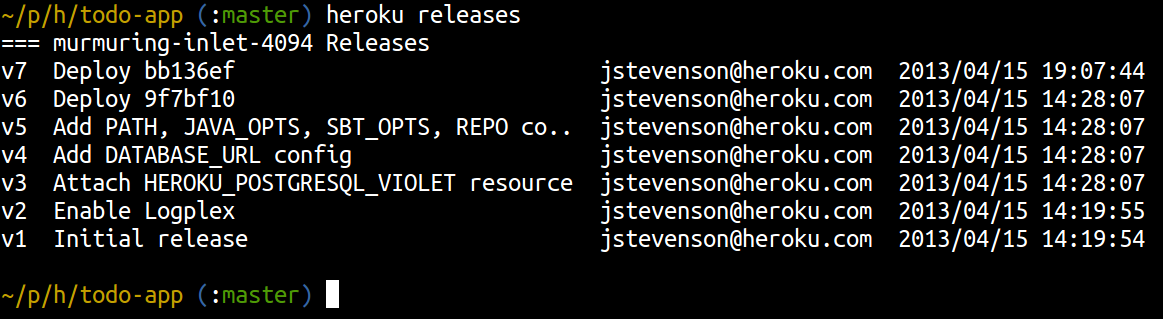 ~/p/h/todo-app (:master) heroku releases
=== murmuring-inlet-4094 Releases
v7  Deploy bb136ef                            jstevenson@heroku.com  2013/04/15 19:07:44
v6  Deploy 9f7bf10                            jstevenson@heroku.com  2013/04/15 14:28:07
v5  Add PATH, JAVA_OPTS, SBT_OPTS, REPO co..  jstevenson@heroku.com  2013/04/15 14:28:07
v4  Add DATABASE_URL config                   jstevenson@heroku.com  2013/04/15 14:28:07
v3  Attach HEROKU_POSTGRESQL_VIOLET resource  jstevenson@heroku.com  2013/04/15 14:28:07
v2  Enable Logplex                            jstevenson@heroku.com  2013/04/15 14:19:55
v1  Initial release                           jstevenson@heroku.com  2013/04/15 14:19:54
~/p/h/todo-app (:master)